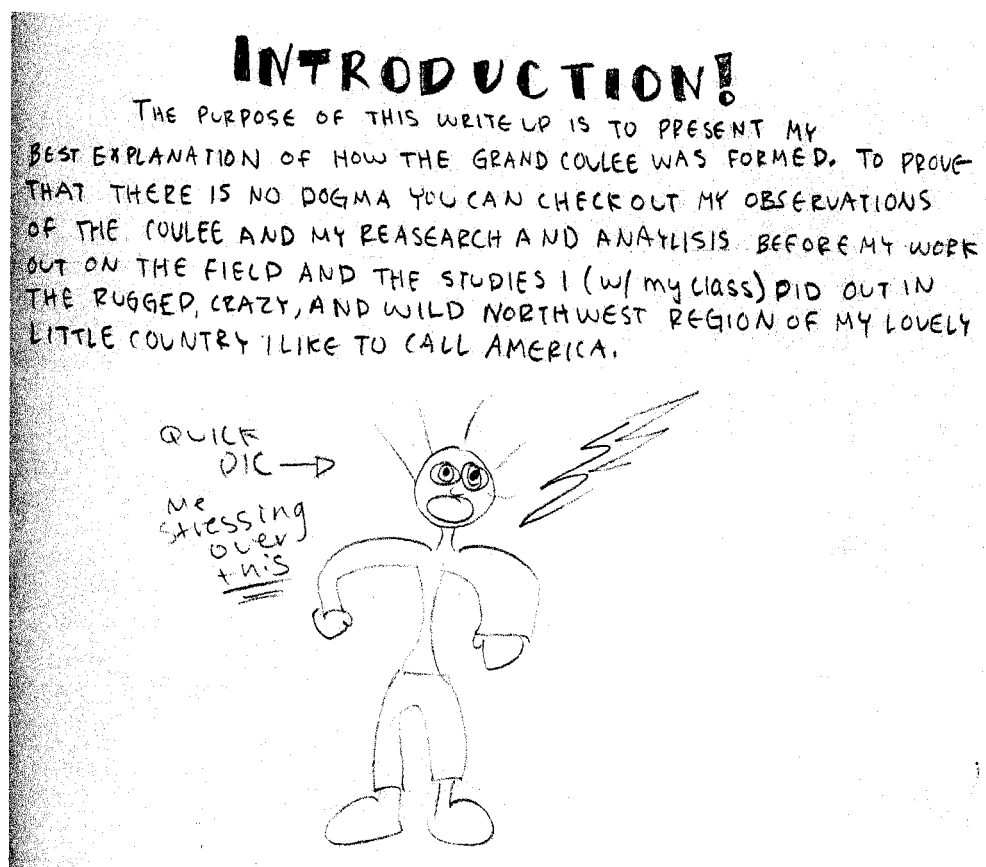 INTRODUCTION!
THE PURPOSE OF THIS WRITE UP IS TO PRESENT MY
BEST EXPLANATION OF HOW THE GRAND COULEE WAS FORMED. TO PROVE
THAT THERE IS NO DOGMA YOU CAN CHECK OUT MY OBSERVATIONS
OF THE COULEE AND MY REASEARCH AND ANAYLISIS BEFORE MY WORK
OUT ON THE FIELD AND THE STUDIES I (w/ my class) DID OUT IN
THE RUGGED, CRAZY, AND WILD NORTHWEST REGION OF MY LOVELY
LITTLE COUNTRY I LIKE TO CALL AMERICA.
QUICK
PIC
Me
stressing
over
this